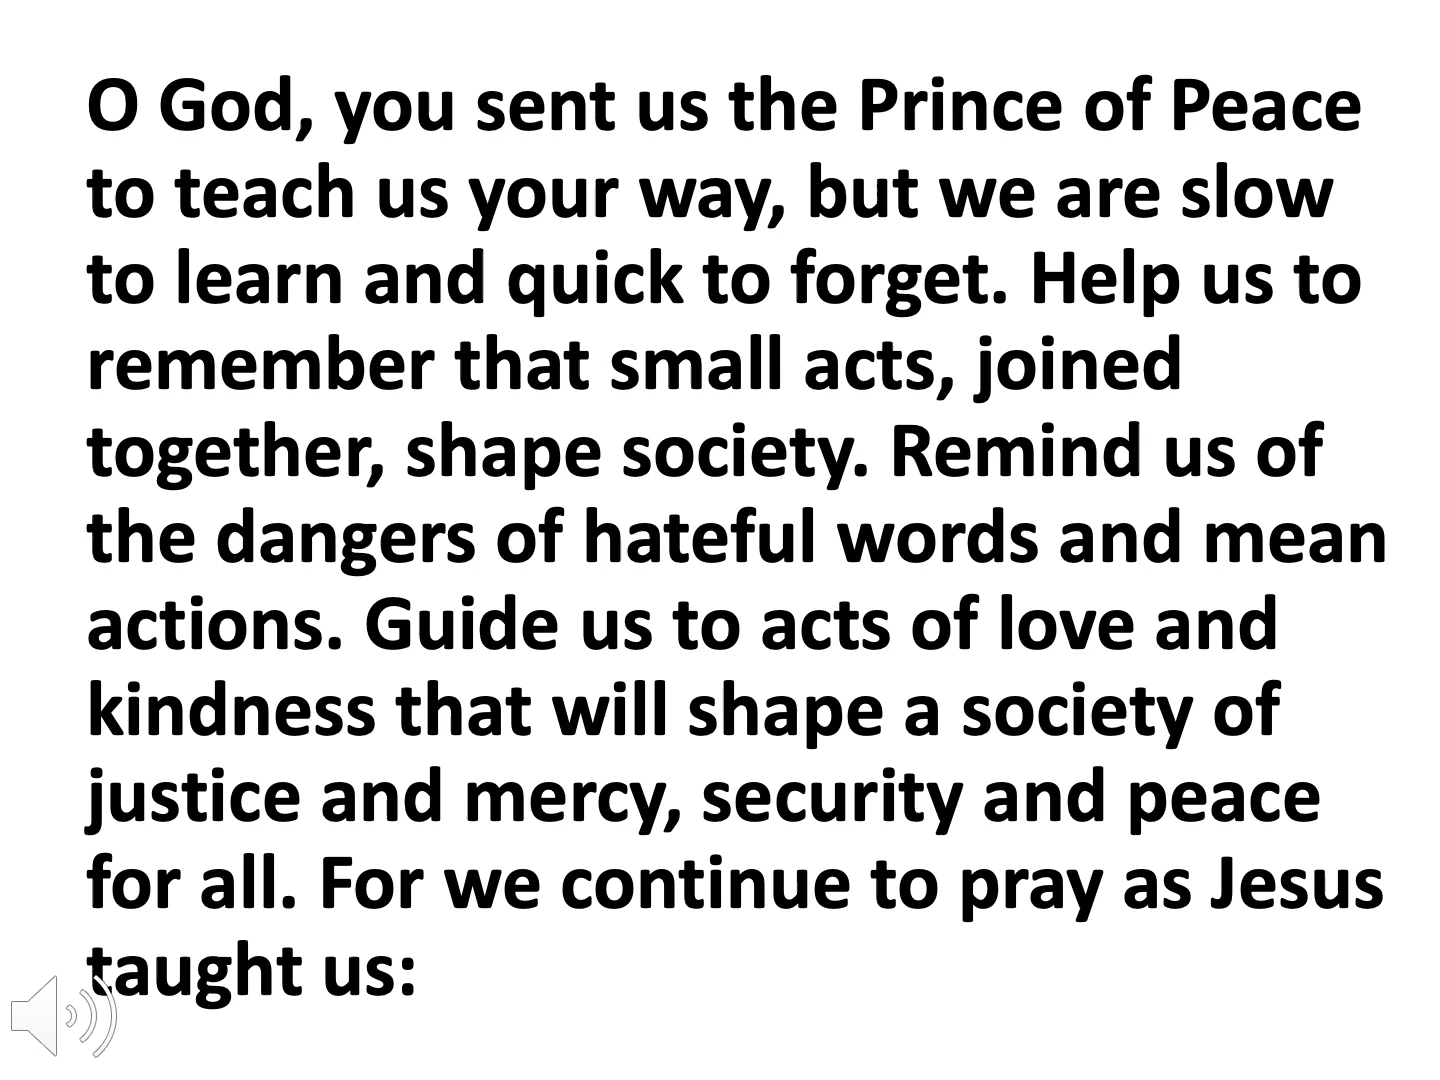 O God, you sent us the Prince of Peace
to teach us your way, but we are slow
to learn and quick to forget. Help us to
remember that small acts, joined
together, shape society. Remind us of
the dangers of hateful words and mean
actions. Guide us to acts of love and
kindness that will shape a society of
justice and mercy, security and peace
for all. For we continue to pray as Jesus
taught us: